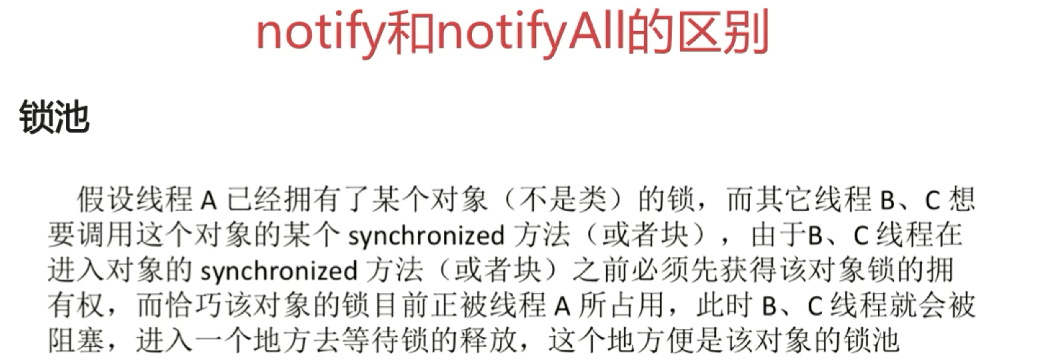 notify和notifyAll的区别
锁池
假设线程 A 已经拥有了某个对象（不是类）的锁，而其它线程 B、C 想
要调用这个对象的某个 synchronized 方法（或者块），由于B、C 线程在
进入对象的 synchronized 方法（或者块）之前必须先获得该对象锁的拥
有权，而恰巧该对象的锁目前正被线程 A 所占用，此时 B、C 线程就会被
阻塞，进入一个地方去等待锁的释放，这个地方便是该对象的锁池